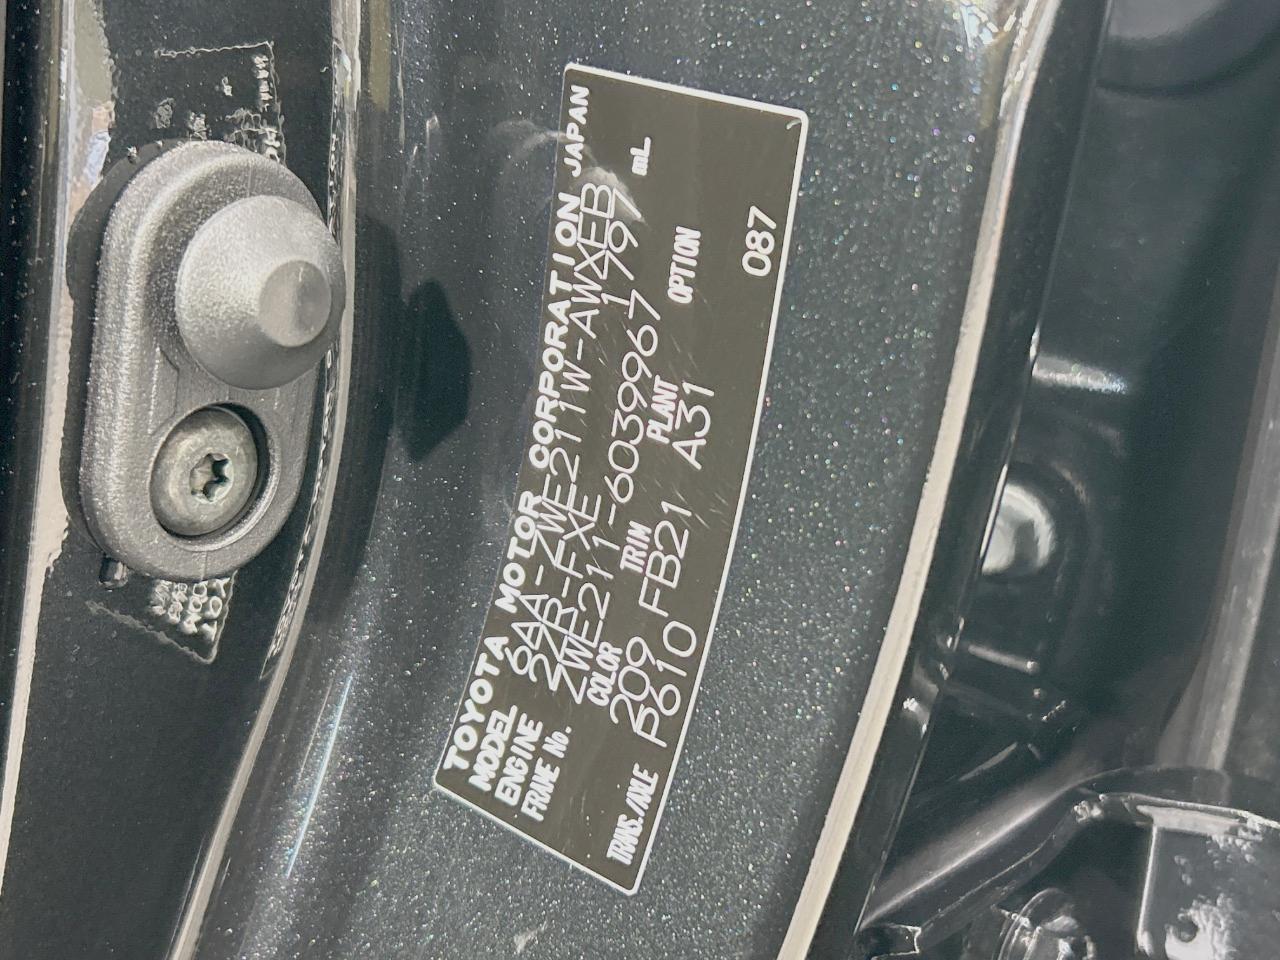 TOYOTA MOTOR CORPORATION JAPAN
MODEL 6AA-ZWE211W-AWXEB
ENGINE 2ZR-FXE 1797 mL
FRAME No. ZWE211-6039967
COLOR TRIM PLANT OPTION
209 FB21 A31
TRANS./AXLE P610 087